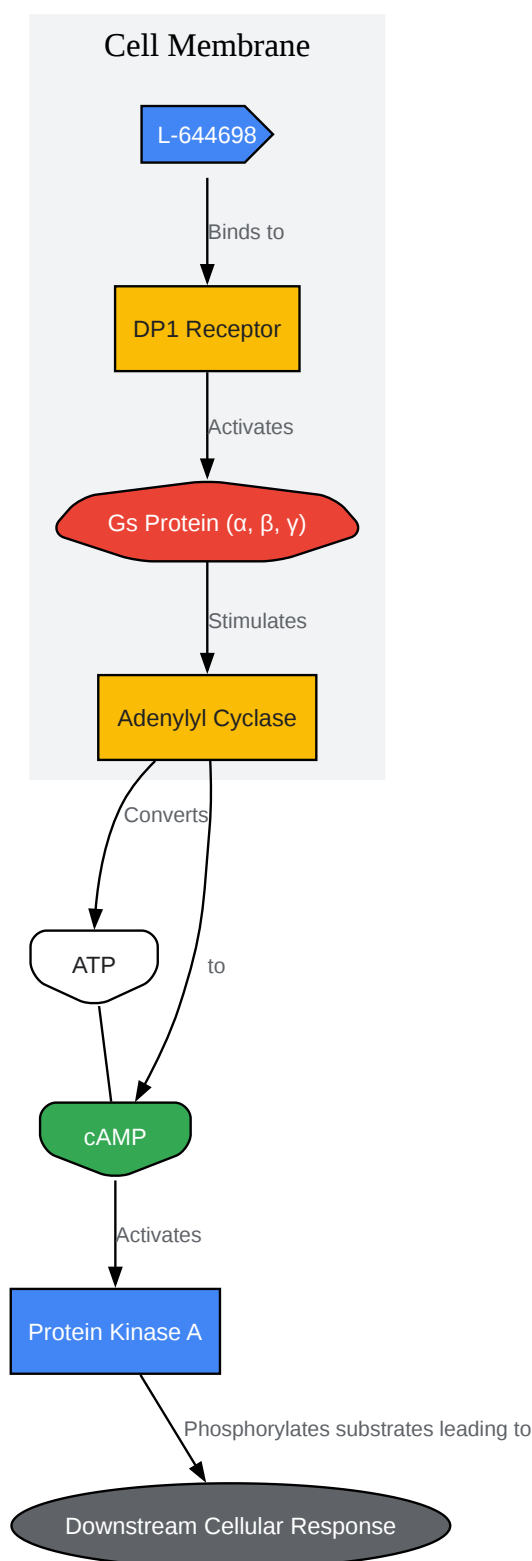 Cell Membrane
L-644698
Binds to
DP1 Receptor
Activates
Gs Protein (α, β, γ)
Stimulates
Adenylyl Cyclase
Converts
ATP
to
cAMP
Activates
Protein Kinase A
Phosphorylates substrates leading to
Downstream Cellular Response